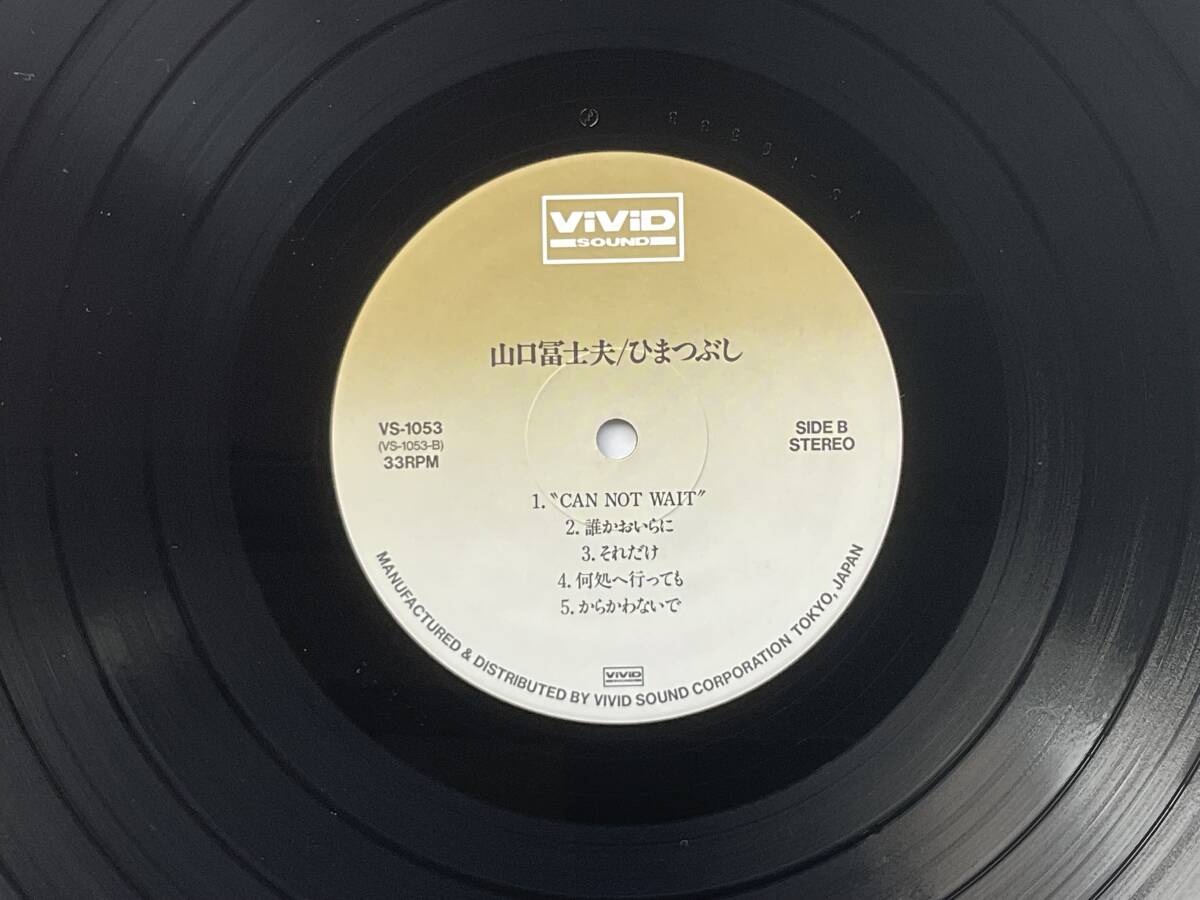 ViViD
SOUND
山口冨士夫/ひまつぶし
VS-1053
(VS-1053-B)
33RPM
SIDE B
STEREO
1. "CAN NOT WAIT"
2. 誰かおいらに
3. それだけ
4. 何処へ行っても
5. からかわないで
ViViD
MANUFACTURED & DISTRIBUTED BY VIVID SOUND CORPORATION TOKYO, JAPAN